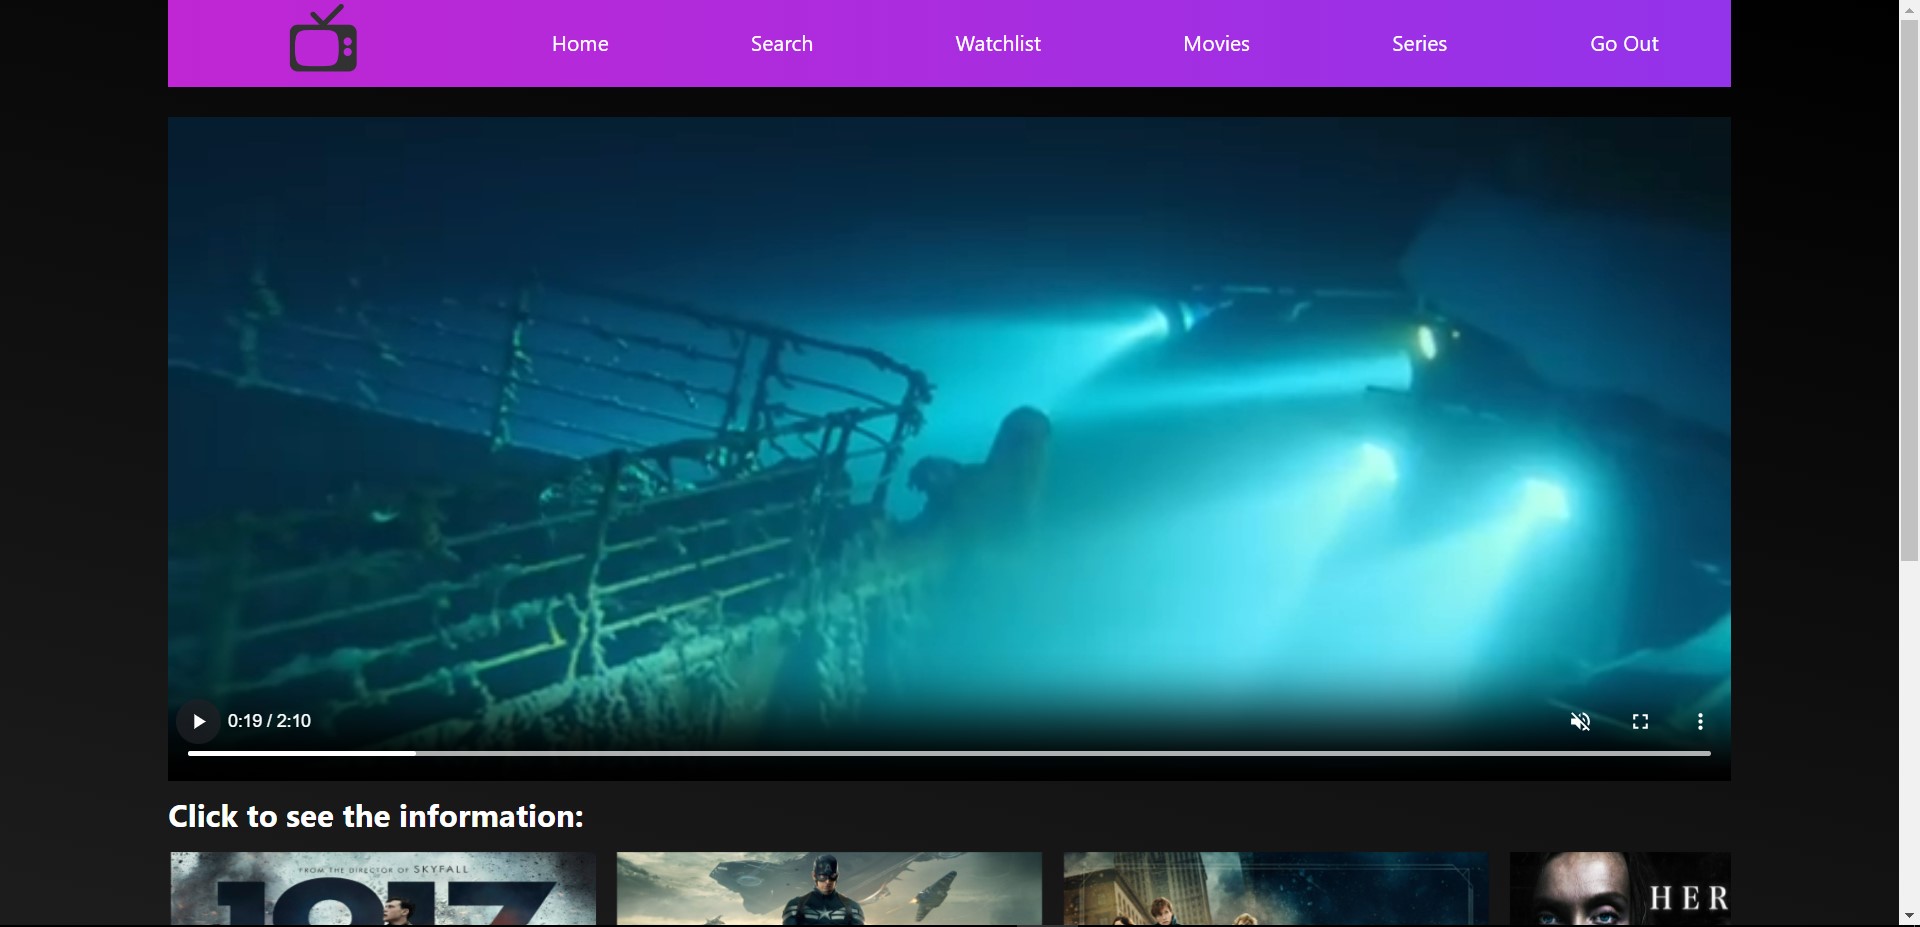 Home Search Watchlist Movies Series Go Out
0:19 / 2:10
Click to see the information:
FROM THE DIRECTOR OF SKYFALL
1917
HER